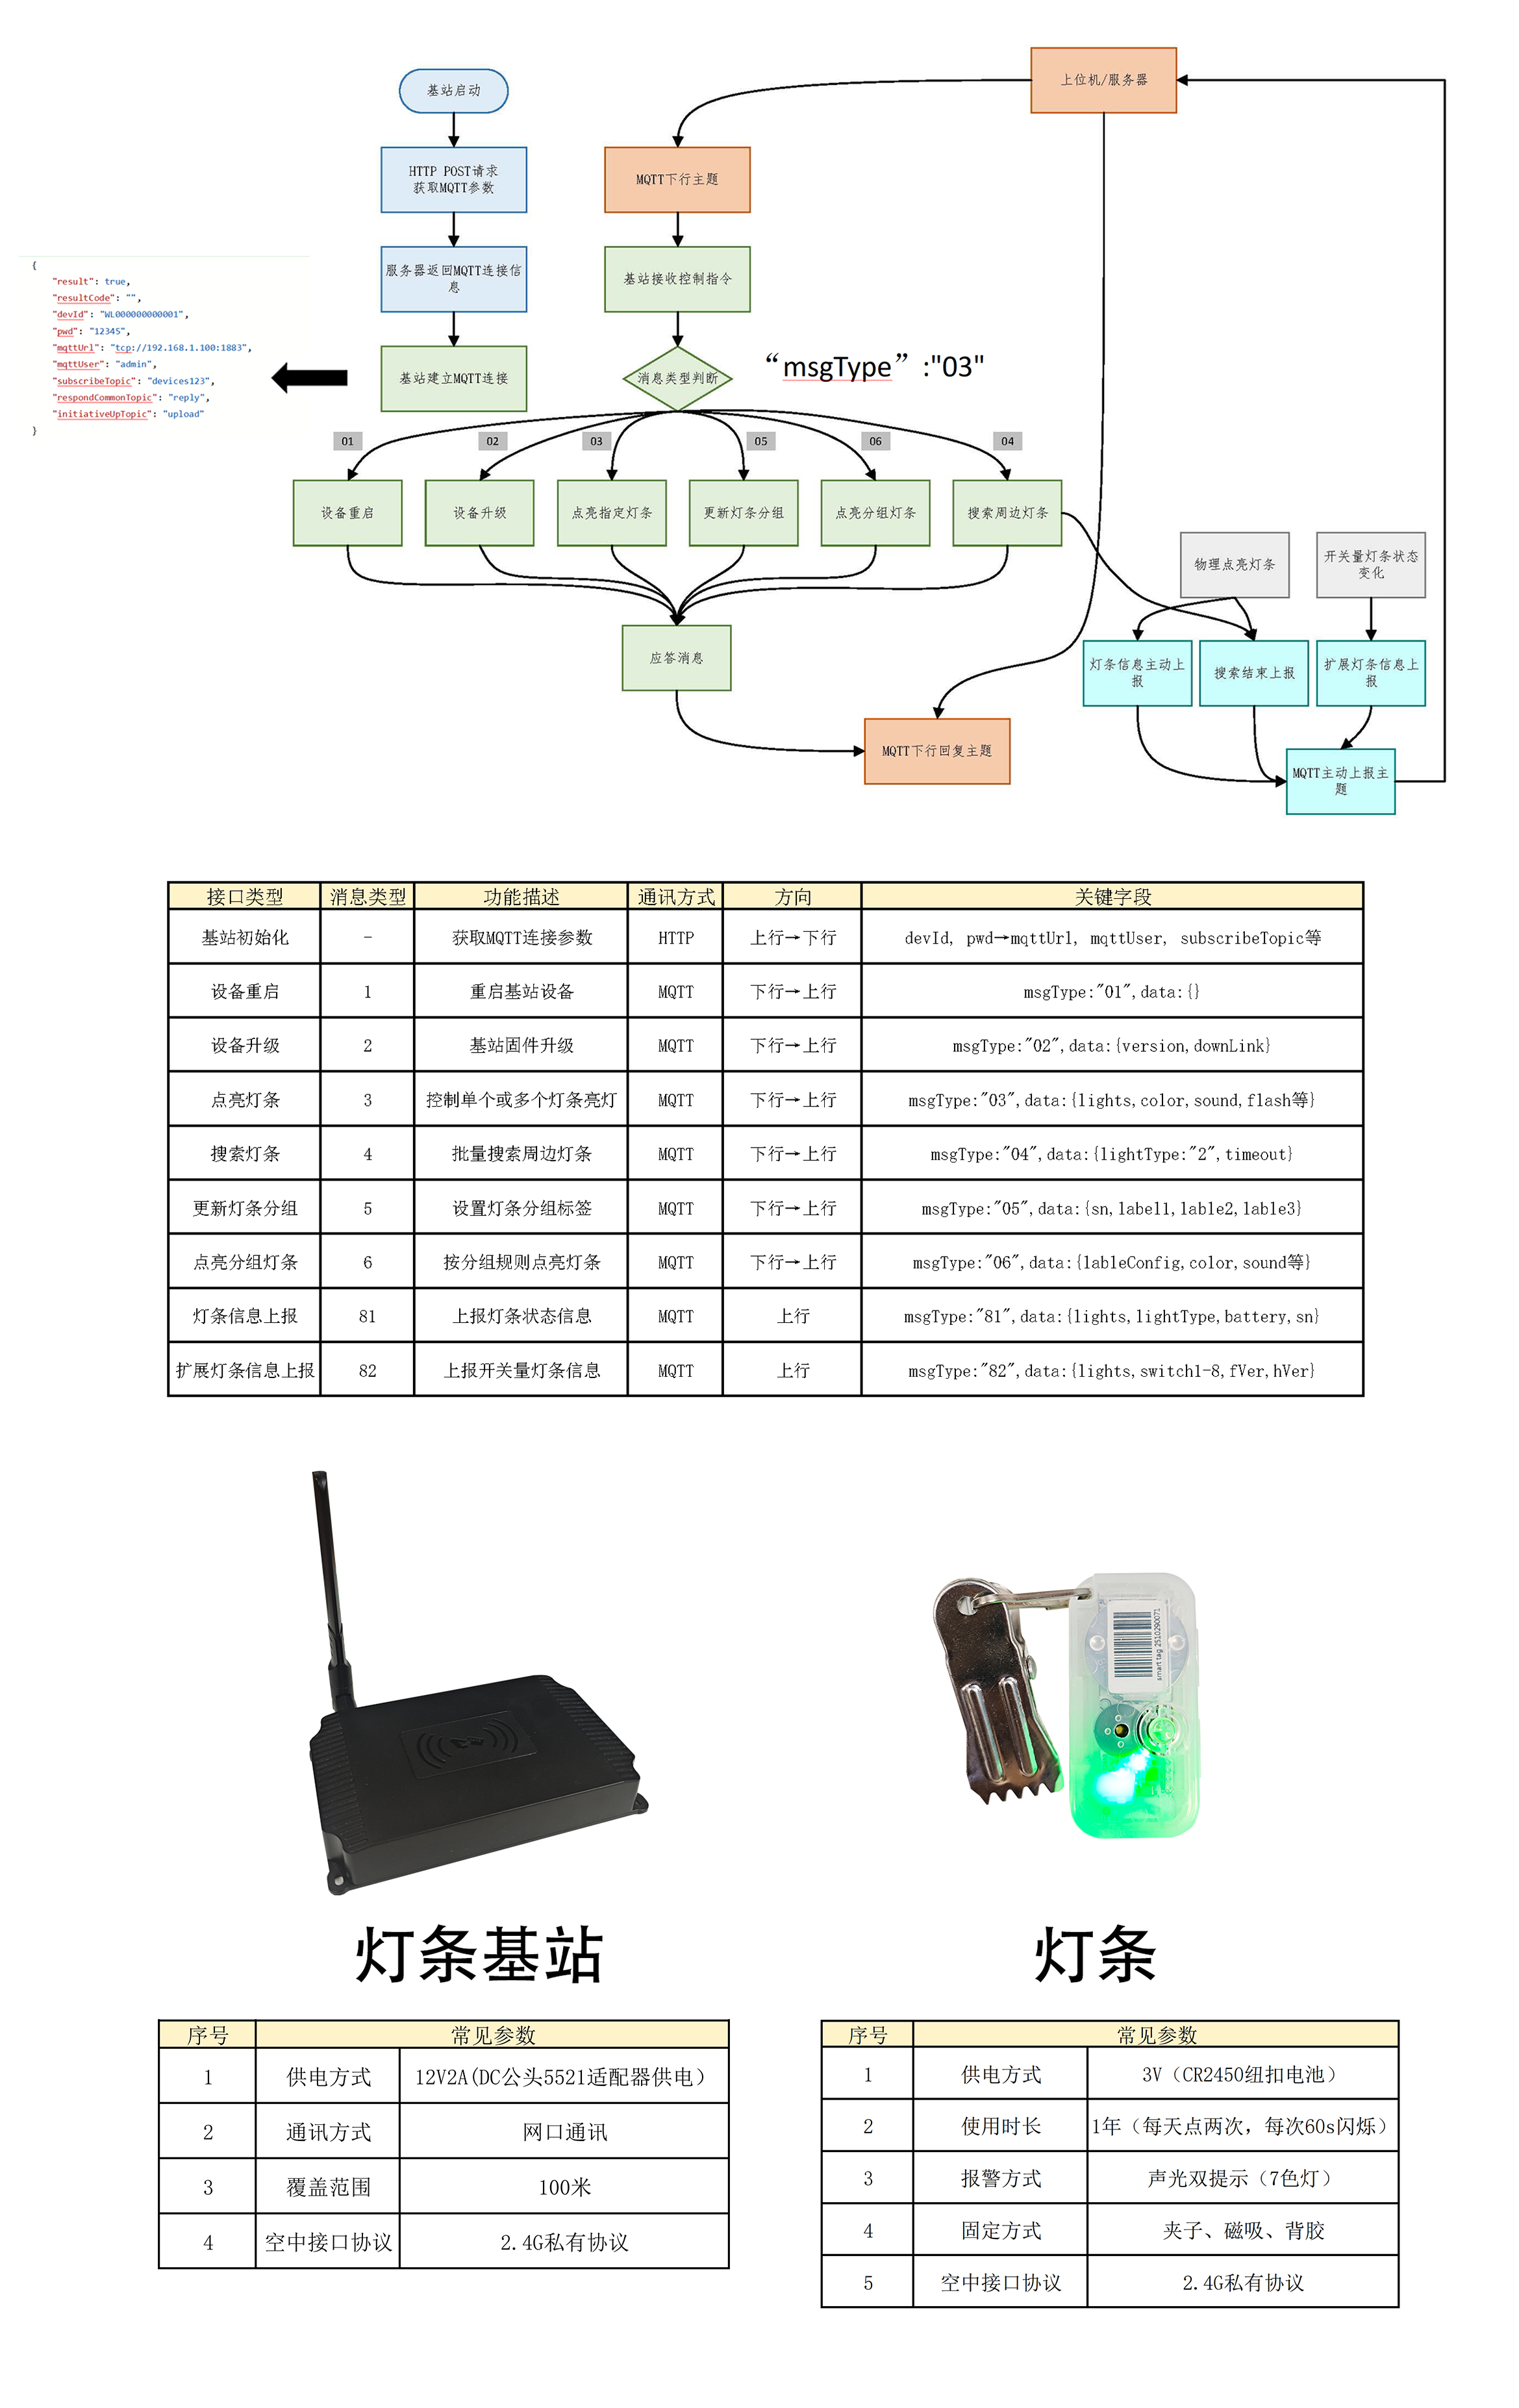 基站启动
HTTP POST请求
获取MQTT参数
服务器返回MQTT连接信
息
基站建立MQTT连接
{
"result": true,
"resultCode": "",
"devId": "WL000000000001",
"pwd": "12345",
"mqttUrl": "tcp://192.168.1.100:1883",
"mqttUser": "admin",
"subscribeTopic": "devices123",
"respondCommonTopic": "reply",
"initiativeUpTopic": "upload"
}
上位机/服务器
MQTT下行主题
基站接收控制指令
消息类型判断
“msgType”:"03"
01
02
03
05
06
04
设备重启
设备升级
点亮指定灯条
更新灯条分组
点亮分组灯条
搜索周边灯条
应答消息
MQTT下行回复主题
物理点亮灯条
开关量灯条状态
变化
灯条信息主动上
报
搜索结束上报
扩展灯条信息上
报
MQTT主动上报主
题
接口类型 消息类型 功能描述 通讯方式 方向 关键字段
基站初始化 - 获取MQTT连接参数 HTTP 上行→下行 devId, pwd→mqttUrl, mqttUser, subscribeTopic等
设备重启 1 重启基站设备 MQTT 下行→上行 msgType:"01",data:{}
设备升级 2 基站固件升级 MQTT 下行→上行 msgType:"02",data:{version,downLink}
点亮灯条 3 控制单个或多个灯条亮灯 MQTT 下行→上行 msgType:"03",data:{lights,color,sound,flash等}
搜索灯条 4 批量搜索周边灯条 MQTT 下行→上行 msgType:"04",data:{lightType:"2",timeout}
更新灯条分组 5 设置灯条分组标签 MQTT 下行→上行 msgType:"05",data:{sn,label1,lable2,lable3}
点亮分组灯条 6 按分组规则点亮灯条 MQTT 下行→上行 msgType:"06",data:{lableConfig,color,sound等}
灯条信息上报 81 上报灯条状态信息 MQTT 上行 msgType:"81",data:{lights,lightType,battery,sn}
扩展灯条信息上报 82 上报开关量灯条信息 MQTT 上行 msgType:"82",data:{lights,switch1-8,fVer,hVer}
smart tag 2510290071
灯条基站
灯条
序号 常见参数
1 供电方式 12V2A(DC公头5521适配器供电)
2 通讯方式 网口通讯
3 覆盖范围 100米
4 空中接口协议 2.4G私有协议
序号 常见参数
1 供电方式 3V（CR2450纽扣电池）
2 使用时长 1年（每天点两次，每次60s闪烁）
3 报警方式 声光双提示（7色灯）
4 固定方式 夹子、磁吸、背胶
5 空中接口协议 2.4G私有协议